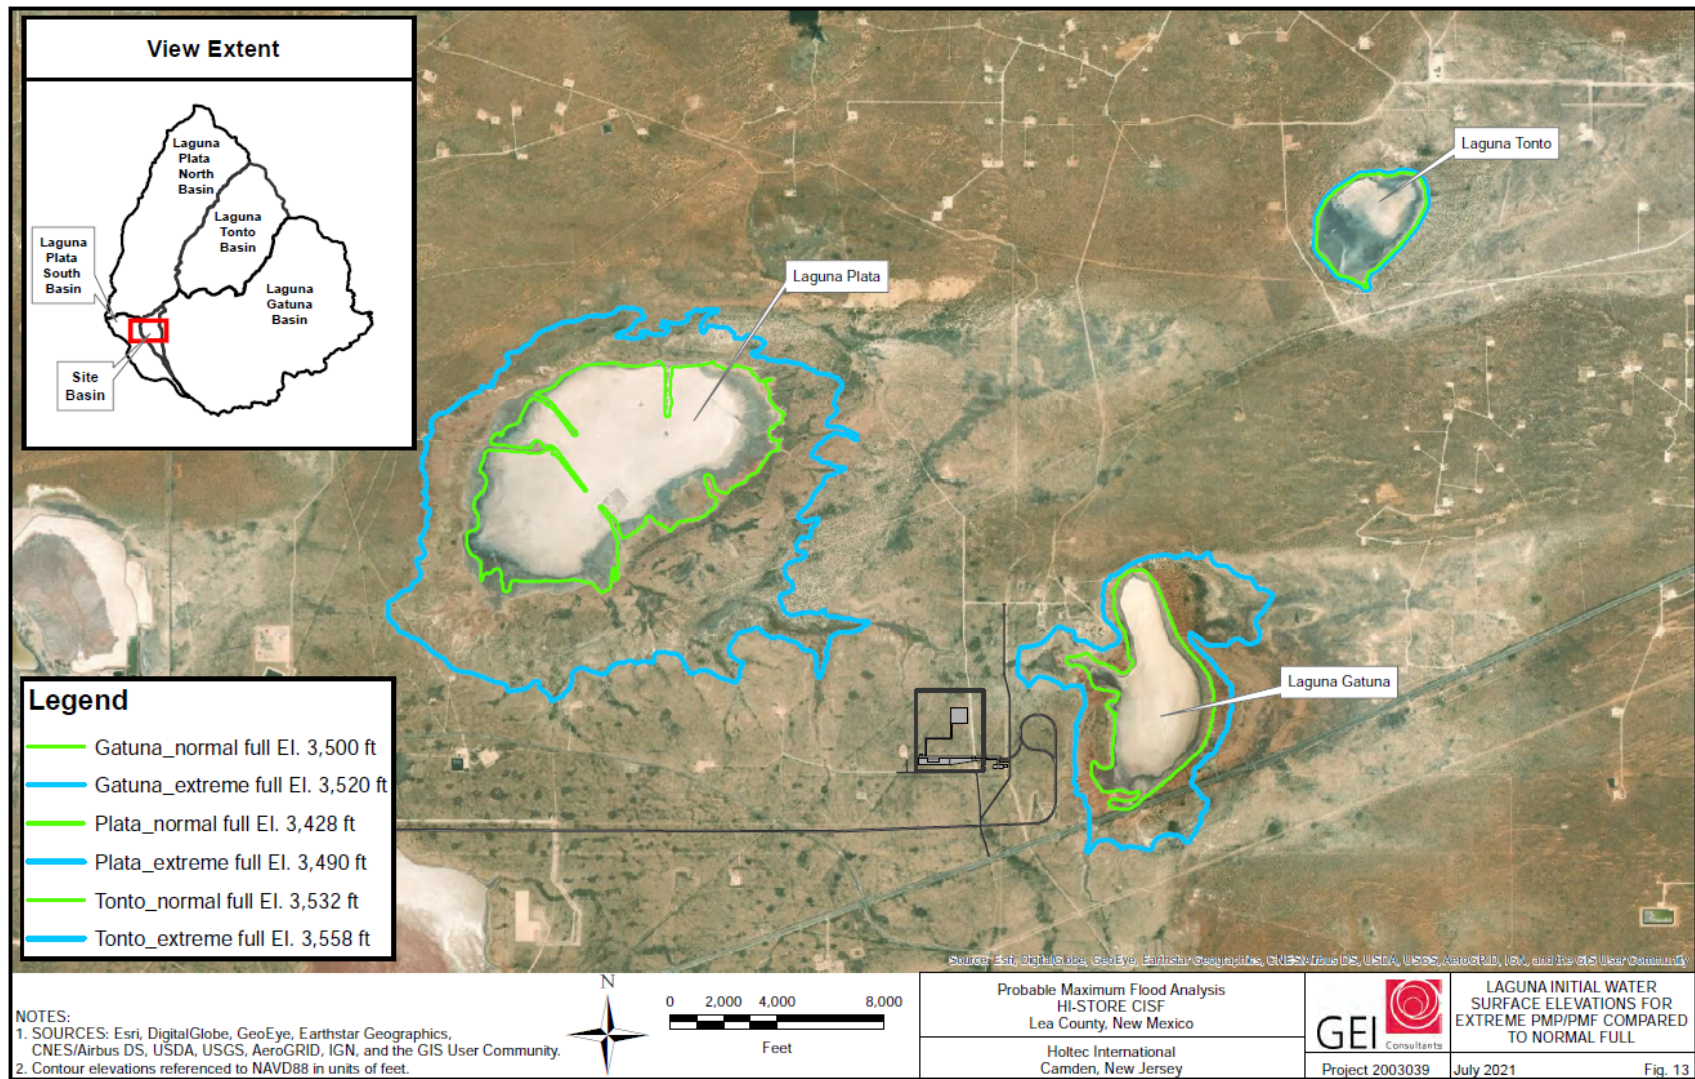 View Extent
Laguna
Plata
North
Basin
Laguna
Tonto
Basin
Laguna
Plata
South
Basin
Laguna
Gatuna
Basin
Site
Basin
Laguna Tonto
Laguna Plata
Laguna Gatuna
Legend
Gatuna_normal full El. 3,500 ft
Gatuna_extreme full El. 3,520 ft
Plata_normal full El. 3,428 ft
Plata_extreme full El. 3,490 ft
Tonto_normal full El. 3,532 ft
Tonto_extreme full El. 3,558 ft
Source: Esri, DigitalGlobe, GeoEye, Earthstar Geographics, CNES/Airbus DS, USDA, USGS, AeroGRID, IGN, and the GIS User Community
NOTES:
1. SOURCES: Esri, DigitalGlobe, GeoEye, Earthstar Geographics,
CNES/Airbus DS, USDA, USGS, AeroGRID, IGN, and the GIS User Community.
2. Contour elevations referenced to NAVD88 in units of feet.
N
0 2,000 4,000 8,000
Feet
Probable Maximum Flood Analysis
HI-STORE CISF
Lea County, New Mexico
Holtec International
Camden, New Jersey
GEI Consultants
Project 2003039
LAGUNA INITIAL WATER
SURFACE ELEVATIONS FOR
EXTREME PMP/PMF COMPARED
TO NORMAL FULL
July 2021 Fig. 13